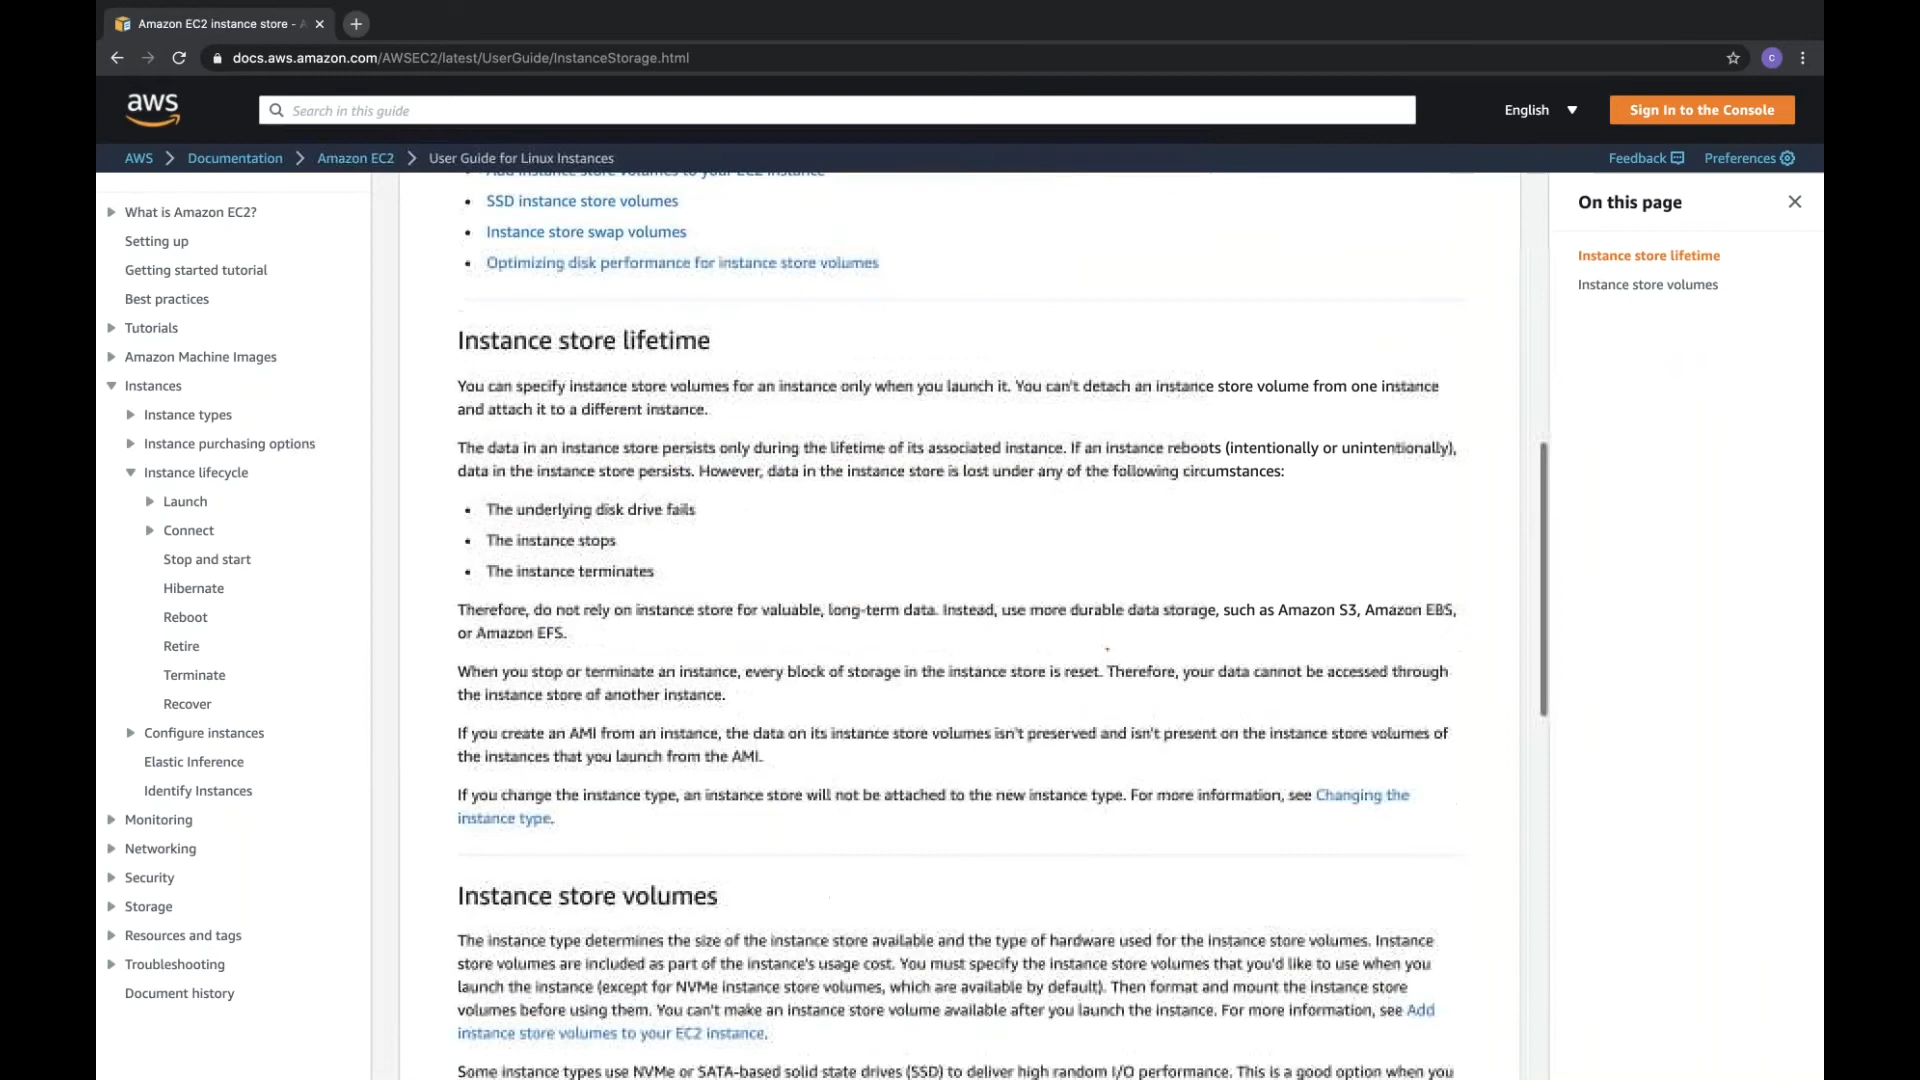 Amazon EC2 instance store - A
docs.aws.amazon.com/AWSEC2/latest/UserGuide/InstanceStorage.html
C
aws
Search in this guide
English
Sign In to the Console
AWS
Documentation
Amazon EC2
User Guide for Linux Instances
Feedback
Preferences
What is Amazon EC2?
Setting up
Getting started tutorial
Best practices
Tutorials
Amazon Machine Images
Instances
Instance types
Instance purchasing options
Instance lifecycle
Launch
Connect
Stop and start
Hibernate
Reboot
Retire
Terminate
Recover
Configure instances
Elastic Inference
Identify Instances
Monitoring
Networking
Security
Storage
Resources and tags
Troubleshooting
Document history
Add instance store volumes to your EC2 instance
• SSD instance store volumes
• Instance store swap volumes
• Optimizing disk performance for instance store volumes
Instance store lifetime
You can specify instance store volumes for an instance only when you launch it. You can't detach an instance store volume from one instance
and attach it to a different instance.
The data in an instance store persists only during the lifetime of its associated instance. If an instance reboots (intentionally or unintentionally),
data in the instance store persists. However, data in the instance store is lost under any of the following circumstances:
• The underlying disk drive fails
• The instance stops
• The instance terminates
Therefore, do not rely on instance store for valuable, long-term data. Instead, use more durable data storage, such as Amazon S3, Amazon EBS,
or Amazon EFS.
When you stop or terminate an instance, every block of storage in the instance store is reset. Therefore, your data cannot be accessed through
the instance store of another instance.
If you create an AMI from an instance, the data on its instance store volumes isn't preserved and isn't present on the instance store volumes of
the instances that you launch from the AMI.
If you change the instance type, an instance store will not be attached to the new instance type. For more information, see Changing the
instance type.
Instance store volumes
The instance type determines the size of the instance store available and the type of hardware used for the instance store volumes. Instance
store volumes are included as part of the instance's usage cost. You must specify the instance store volumes that you'd like to use when you
launch the instance (except for NVMe instance store volumes, which are available by default). Then format and mount the instance store
volumes before using them. You can't make an instance store volume available after you launch the instance. For more information, see Add
instance store volumes to your EC2 instance.
Some instance types use NVMe or SATA-based solid state drives (SSD) to deliver high random I/O performance. This is a good option when you
On this page
Instance store lifetime
Instance store volumes